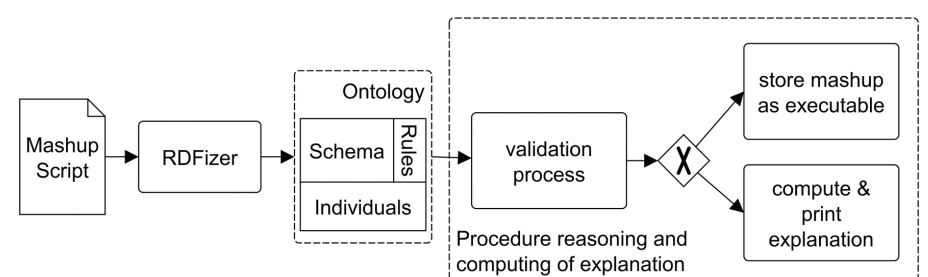 Mashup
Script
RDFizer
Ontology
Schema
Rules
Individuals
validation
process
X
store mashup
as executable
compute &
print
explanation
Procedure reasoning and
computing of explanation